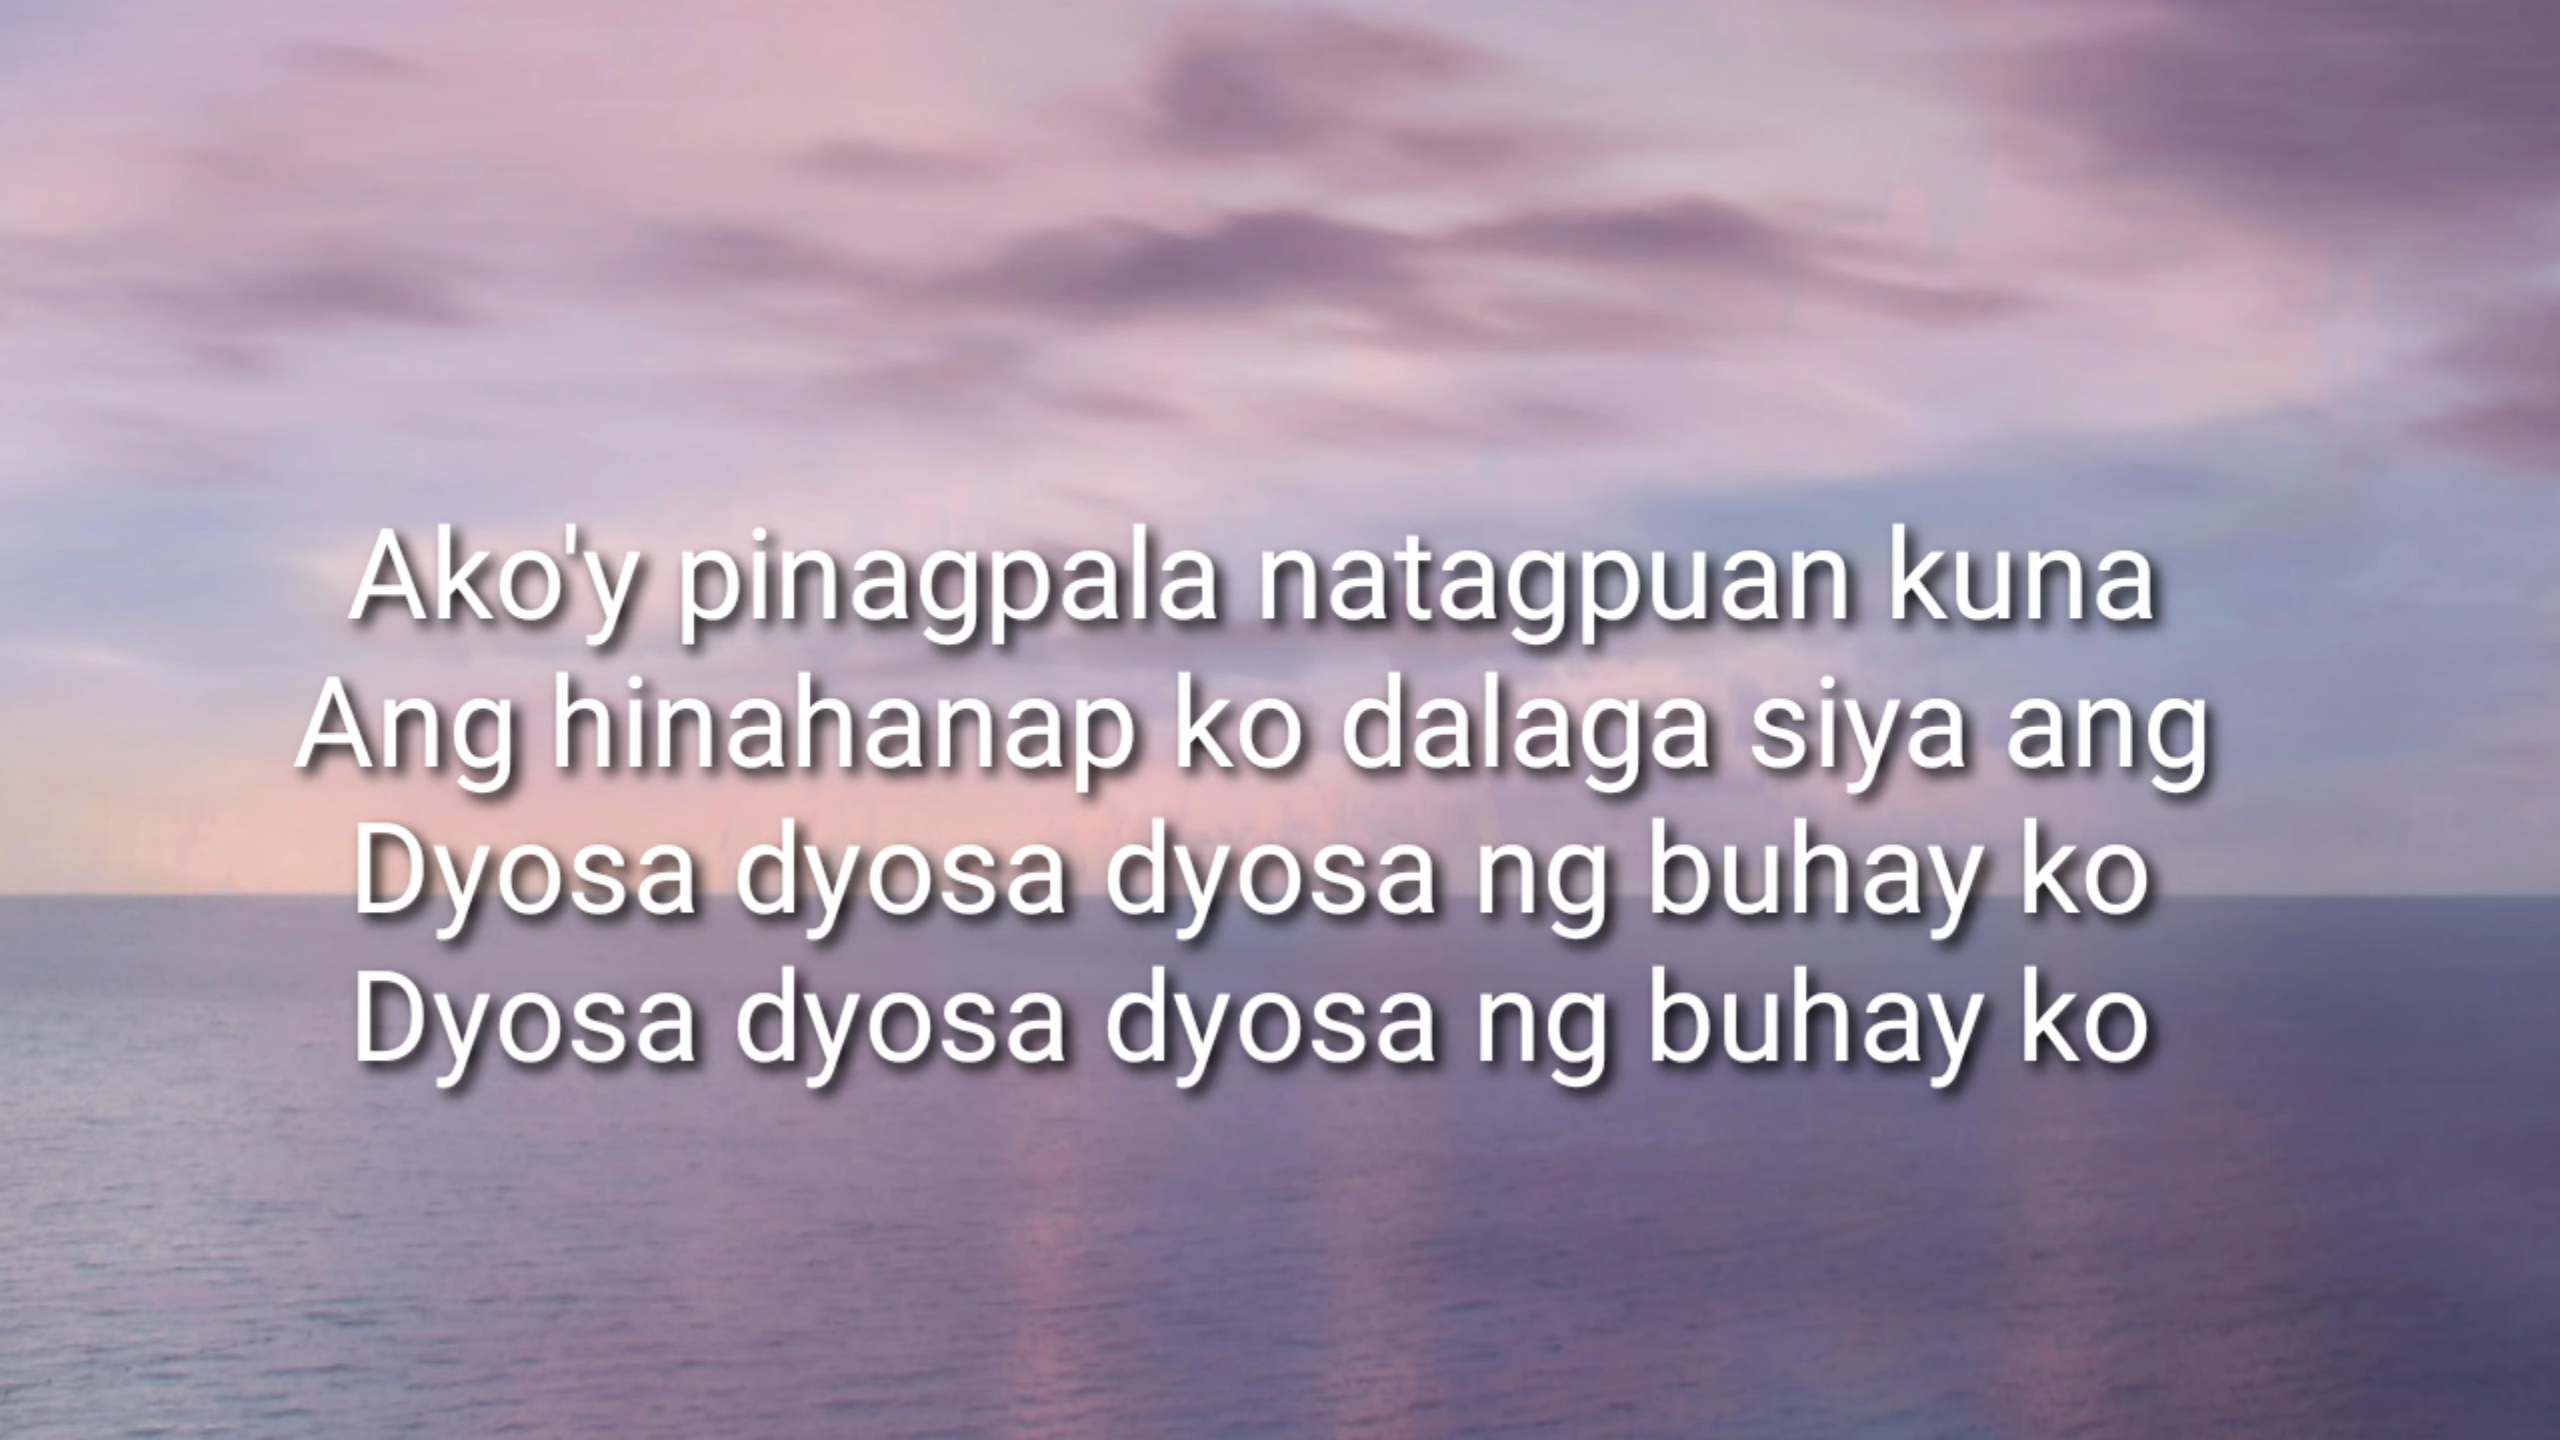 Ako'y pinagpala natagpuan kuna
Ang hinahanap ko dalaga siya ang
Dyosa dyosa dyosa ng buhay ko
Dyosa dyosa dyosa ng buhay ko